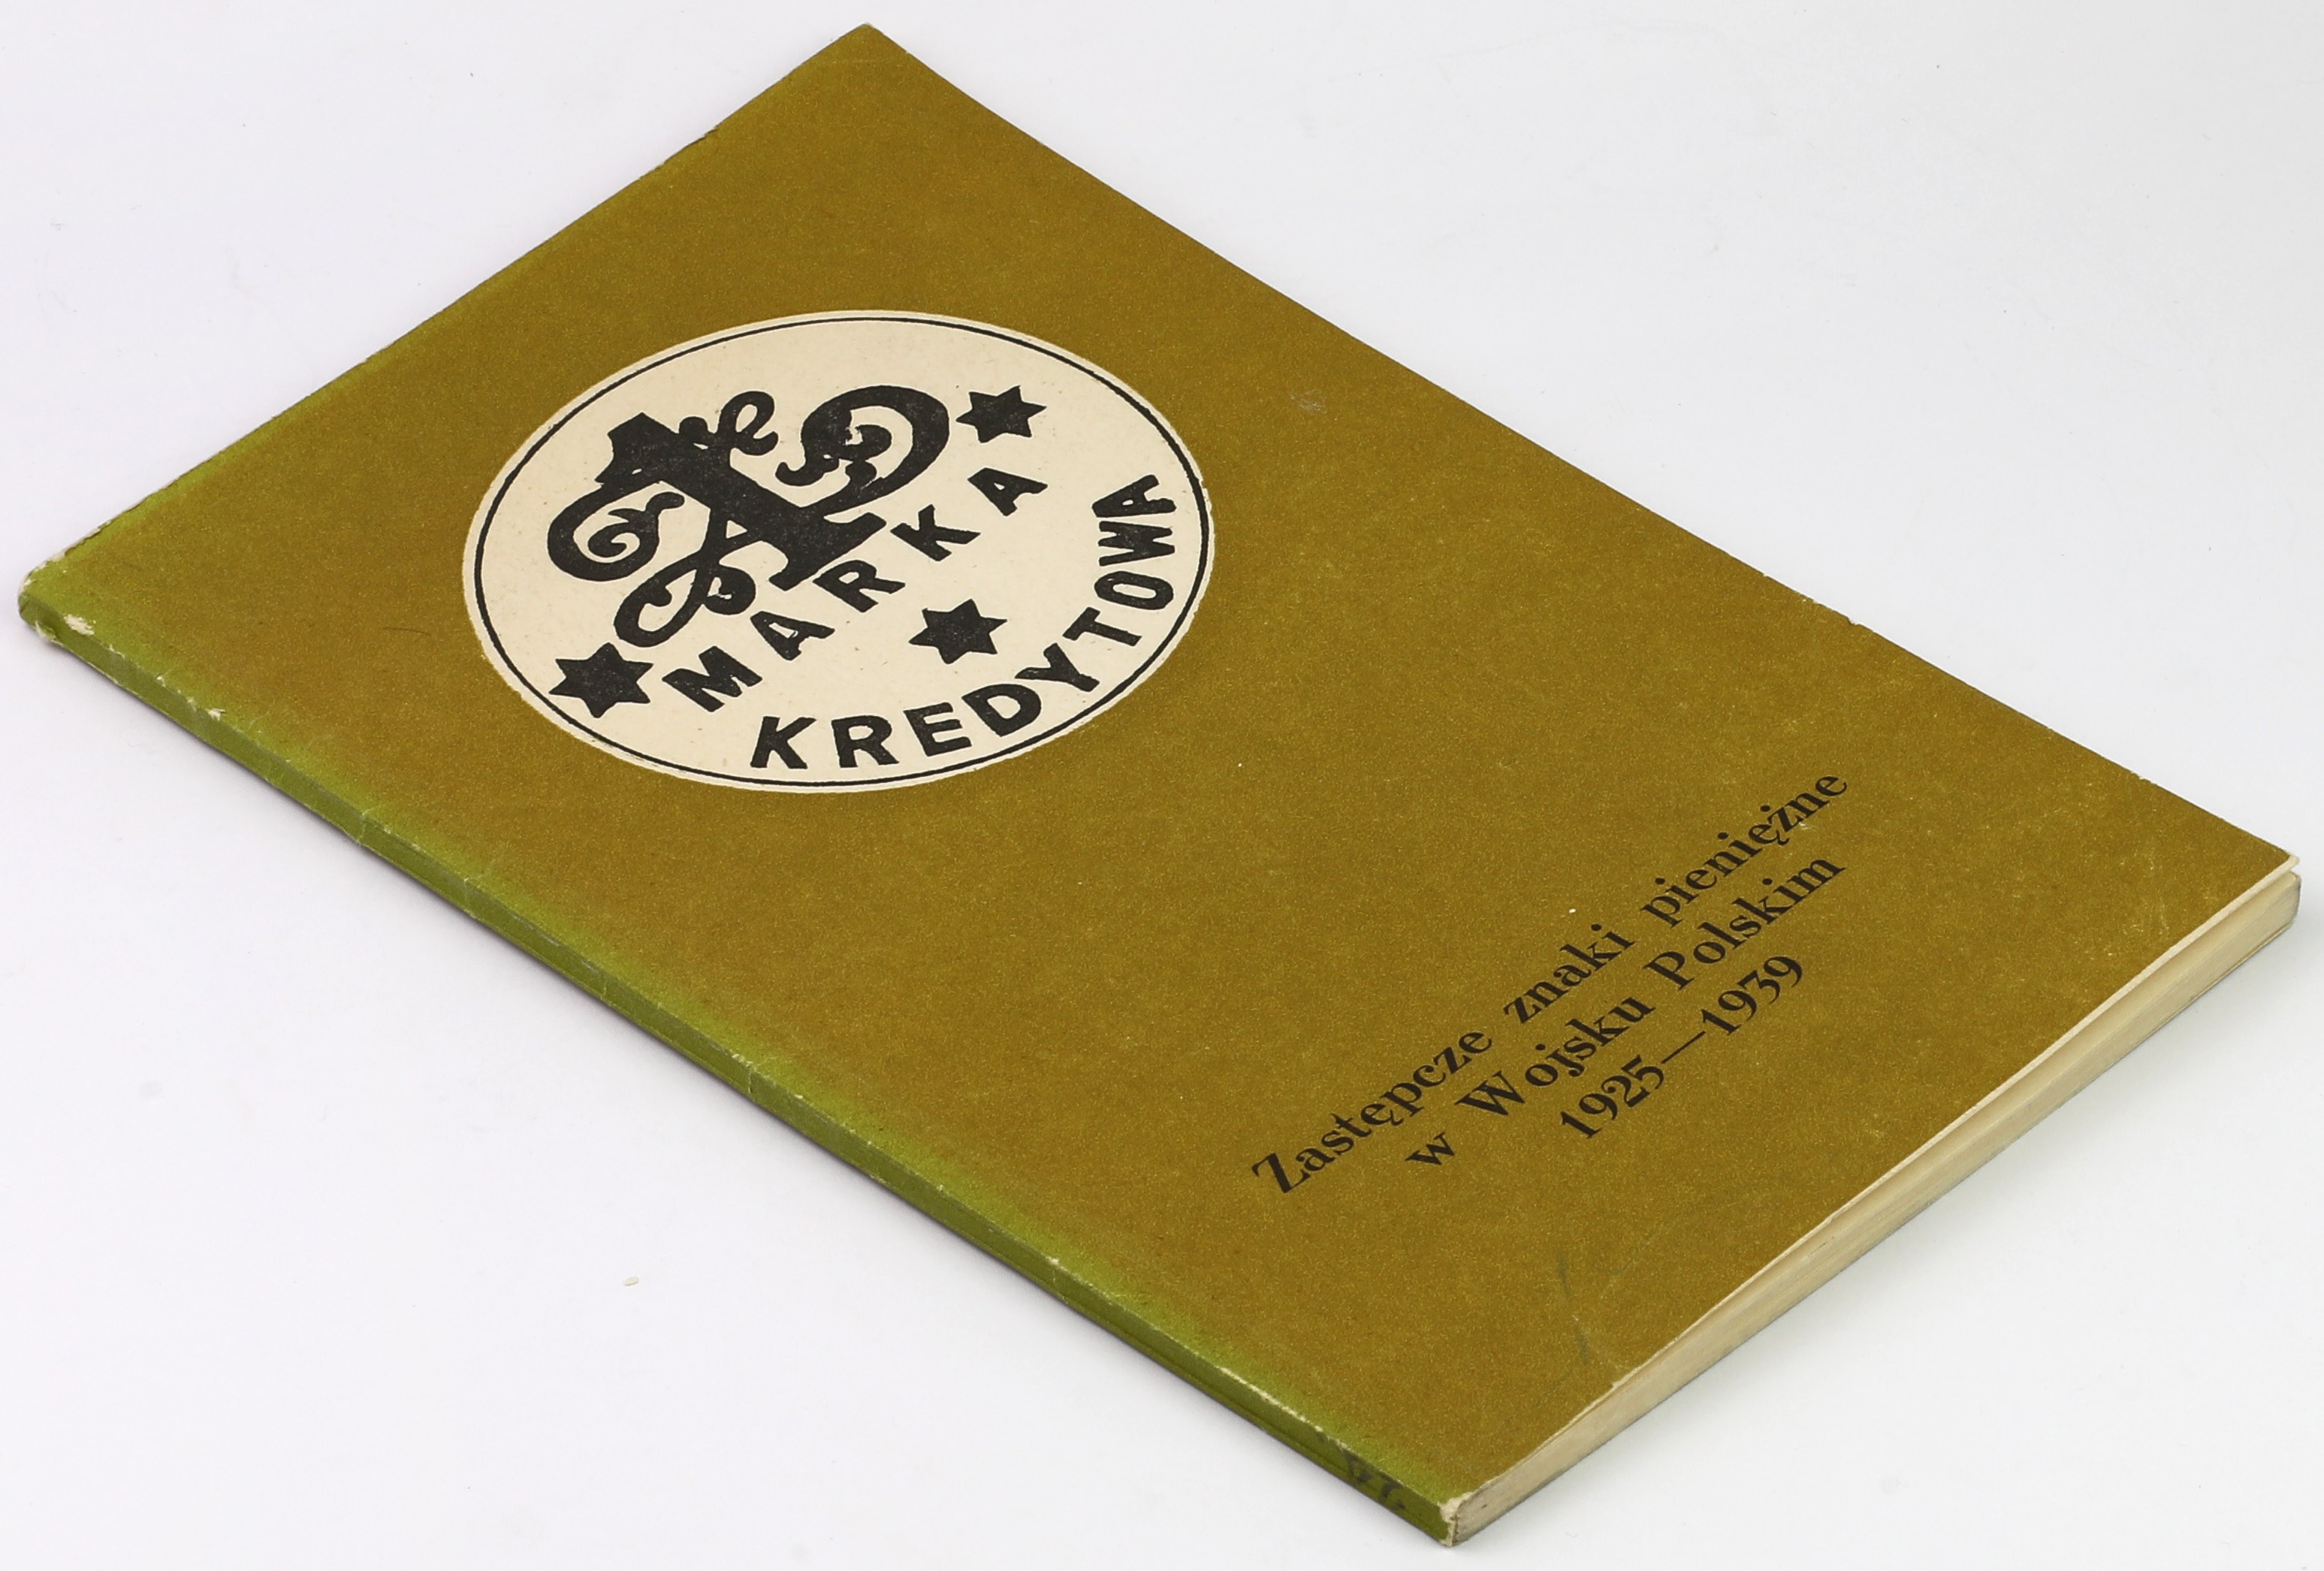 1
MARKA
KREDYTOWA
Zastępcze znaki pieniężne
w Wojsku Polskim
1925—1939